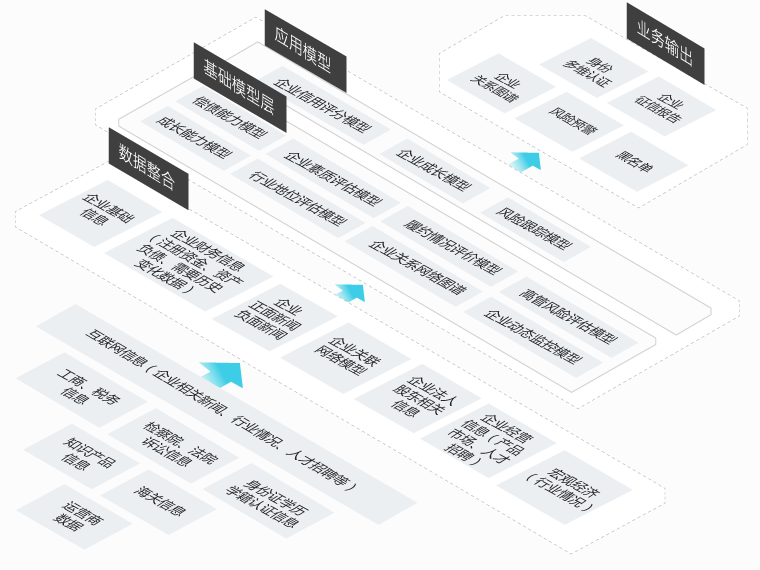 业务输出
身份
多维认证
企业
关系图谱
企业
征信报告
风险预警
黑名单
应用模型
企业信用评分模型
企业成长模型
风险跟踪模型
基础模型层
偿债能力模型
成长能力模型
企业素质评估模型
行业地位评估模型
履约情况评价模型
企业关系网络图谱
高管风险评估模型
企业动态监控模型
数据整合
企业基础
信息
企业财务信息
(注册资金、资产
负债、需要历史
变化数据)
企业
正面新闻
负面新闻
企业关联
网络模型
企业法人
股东相关
信息
企业经营
信息(产品
市场、人才
招聘)
宏观经济
(行业情况)
互联网信息(企业相关新闻、行业情况、人才招聘等)
工商、税务
信息
检察院、法院
诉讼信息
知识产品
信息
海关信息
身份证学历
学籍认证信息
运营商
数据